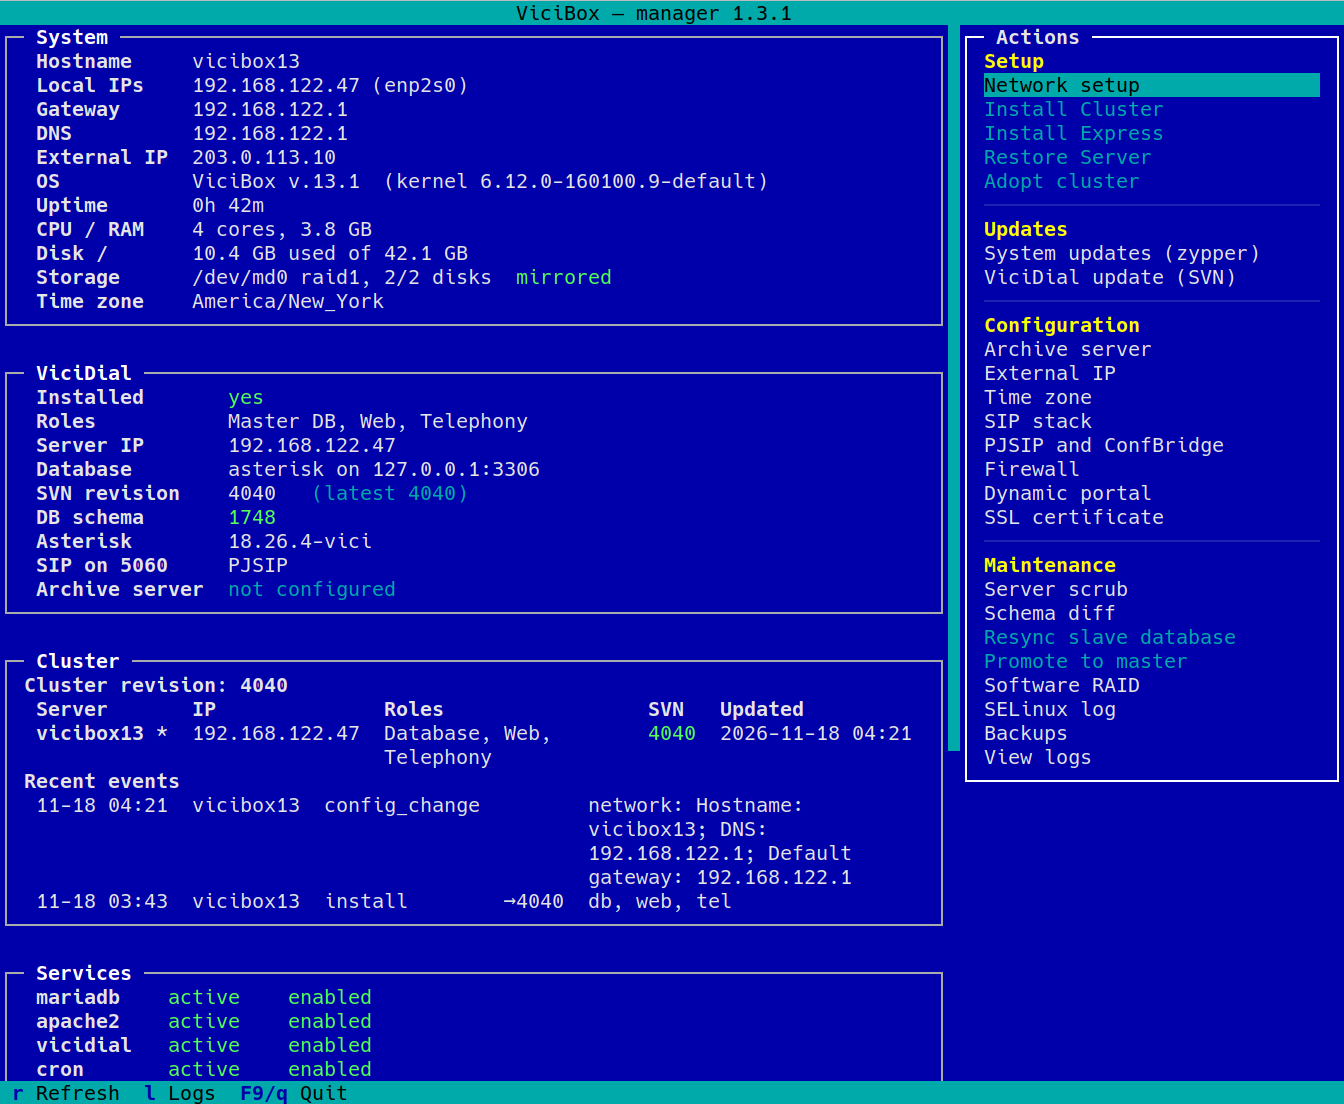 ViciBox — manager 1.3.1
System
Hostname vicibox13
Local IPs 192.168.122.47 (enp2s0)
Gateway 192.168.122.1
DNS 192.168.122.1
External IP 203.0.113.10
OS ViciBox v.13.1 (kernel 6.12.0-160100.9-default)
Uptime 0h 42m
CPU / RAM 4 cores, 3.8 GB
Disk / 10.4 GB used of 42.1 GB
Storage /dev/md0 raid1, 2/2 disks mirrored
Time zone America/New_York
ViciDial
Installed yes
Roles Master DB, Web, Telephony
Server IP 192.168.122.47
Database asterisk on 127.0.0.1:3306
SVN revision 4040 (latest 4040)
DB schema 1748
Asterisk 18.26.4-vici
SIP on 5060 PJSIP
Archive server not configured
Cluster
Cluster revision: 4040
Server IP Roles SVN Updated
vicibox13 * 192.168.122.47 Database, Web, 4040 2026-11-18 04:21
Telephony
Recent events
11-18 04:21 vicibox13 config_change network: Hostname:
vicibox13; DNS:
192.168.122.1; Default
gateway: 192.168.122.1
11-18 03:43 vicibox13 install →4040 db, web, tel
Services
mariadb active enabled
apache2 active enabled
vicidial active enabled
cron active enabled
Actions
Setup
Network setup
Install Cluster
Install Express
Restore Server
Adopt cluster
Updates
System updates (zypper)
ViciDial update (SVN)
Configuration
Archive server
External IP
Time zone
SIP stack
PJSIP and ConfBridge
Firewall
Dynamic portal
SSL certificate
Maintenance
Server scrub
Schema diff
Resync slave database
Promote to master
Software RAID
SELinux log
Backups
View logs
r Refresh l Logs F9/q Quit